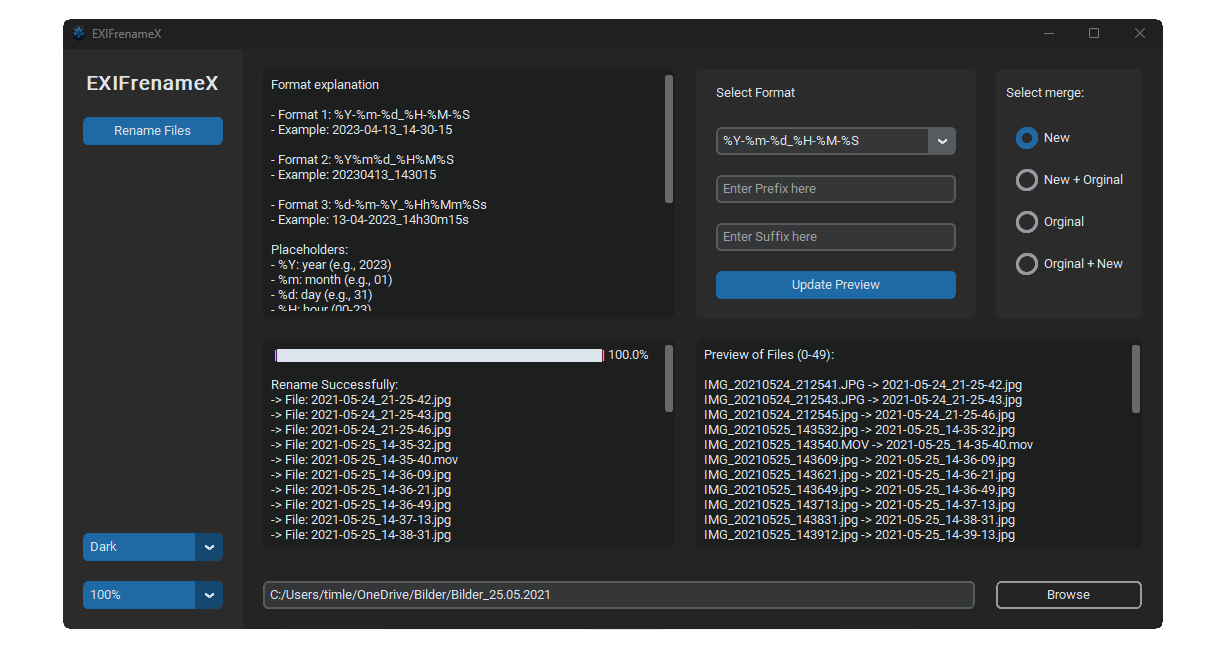 EXIFrenameX
EXIFrenameX
Rename Files
Dark
100%
Format explanation
- Format 1: %Y-%m-%d_%H-%M-%S
- Example: 2023-04-13_14-30-15
- Format 2: %Y%m%d_%H%M%S
- Example: 20230413_143015
- Format 3: %d-%m-%Y_%Hh%Mm%Ss
- Example: 13-04-2023_14h30m15s
Placeholders:
- %Y: year (e.g., 2023)
- %m: month (e.g., 01)
- %d: day (e.g., 31)
- %H: hour (00-23)
Select Format
%Y-%m-%d_%H-%M-%S
Enter Prefix here
Enter Suffix here
Update Preview
Select merge:
New
New + Orginal
Orginal
Orginal + New
100.0%
Rename Successfully:
-> File: 2021-05-24_21-25-42.jpg
-> File: 2021-05-24_21-25-43.jpg
-> File: 2021-05-24_21-25-46.jpg
-> File: 2021-05-25_14-35-32.jpg
-> File: 2021-05-25_14-35-40.mov
-> File: 2021-05-25_14-36-09.jpg
-> File: 2021-05-25_14-36-21.jpg
-> File: 2021-05-25_14-36-49.jpg
-> File: 2021-05-25_14-37-13.jpg
-> File: 2021-05-25_14-38-31.jpg
Preview of Files (0-49):
IMG_20210524_212541.JPG -> 2021-05-24_21-25-42.jpg
IMG_20210524_212543.JPG -> 2021-05-24_21-25-43.jpg
IMG_20210524_212545.jpg -> 2021-05-24_21-25-46.jpg
IMG_20210525_143532.jpg -> 2021-05-25_14-35-32.jpg
IMG_20210525_143540.MOV -> 2021-05-25_14-35-40.mov
IMG_20210525_143609.jpg -> 2021-05-25_14-36-09.jpg
IMG_20210525_143621.jpg -> 2021-05-25_14-36-21.jpg
IMG_20210525_143649.jpg -> 2021-05-25_14-36-49.jpg
IMG_20210525_143713.jpg -> 2021-05-25_14-37-13.jpg
IMG_20210525_143831.jpg -> 2021-05-25_14-38-31.jpg
IMG_20210525_143912.jpg -> 2021-05-25_14-39-13.jpg
C:/Users/timle/OneDrive/Bilder/Bilder_25.05.2021
Browse